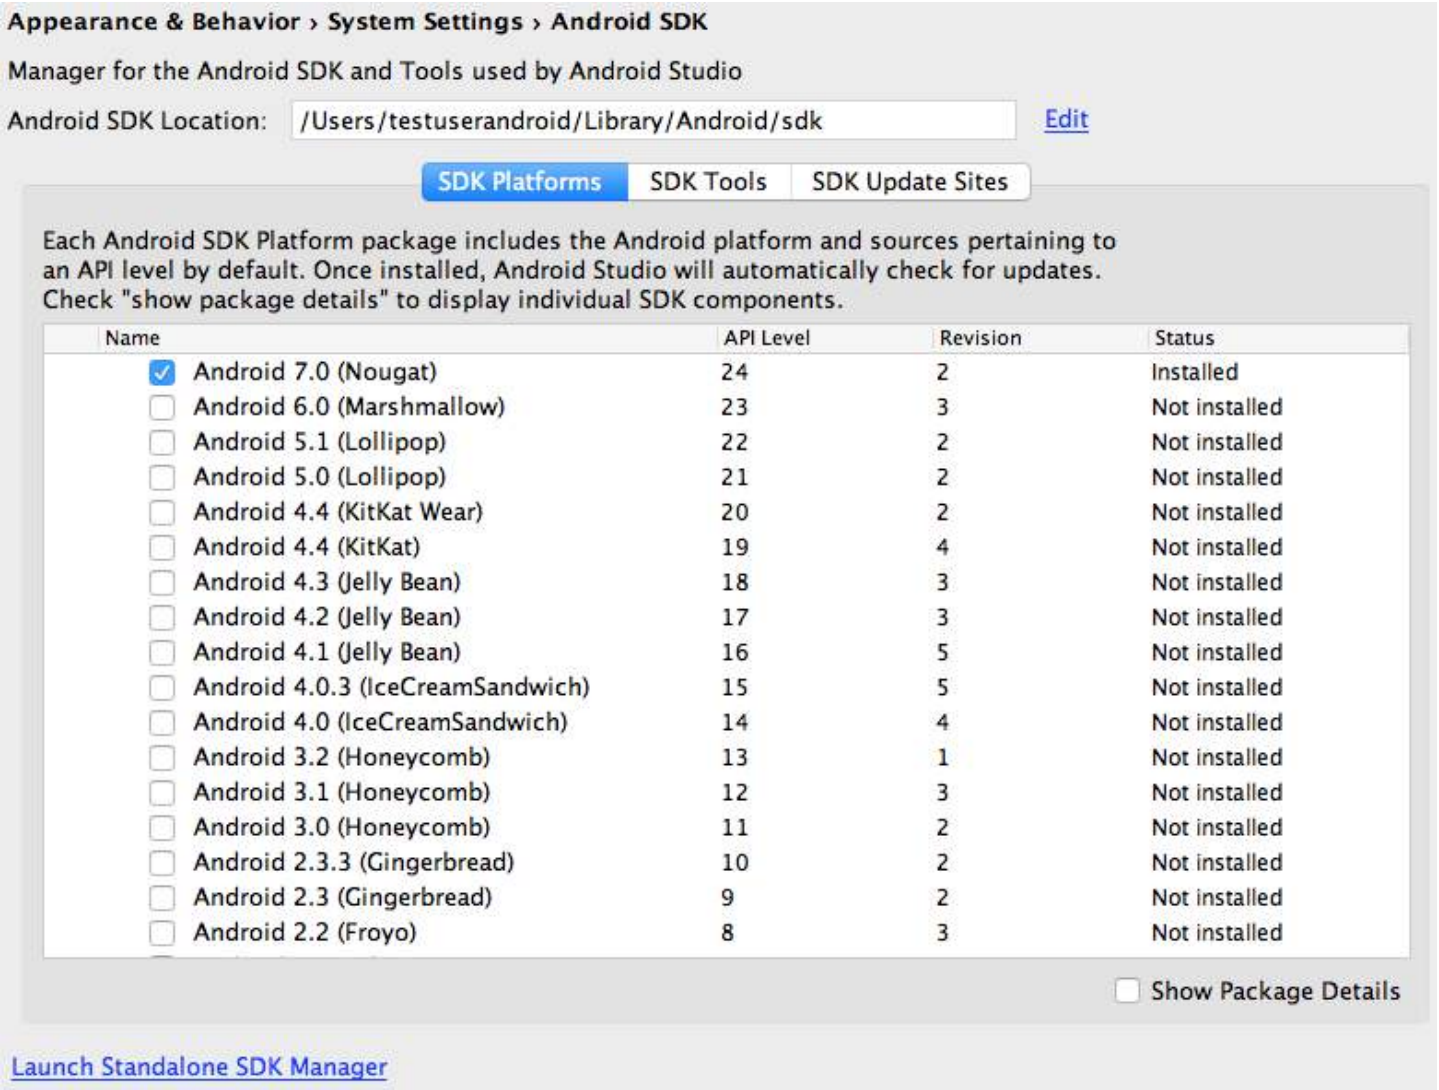 Appearance & Behavior › System Settings › Android SDK
Manager for the Android SDK and Tools used by Android Studio
Android SDK Location: /Users/testuserandroid/Library/Android/sdk Edit
SDK Platforms SDK Tools SDK Update Sites
Each Android SDK Platform package includes the Android platform and sources pertaining to
an API level by default. Once installed, Android Studio will automatically check for updates.
Check "show package details" to display individual SDK components.
Name API Level Revision Status
Android 7.0 (Nougat) 24 2 Installed
Android 6.0 (Marshmallow) 23 3 Not installed
Android 5.1 (Lollipop) 22 2 Not installed
Android 5.0 (Lollipop) 21 2 Not installed
Android 4.4 (KitKat Wear) 20 2 Not installed
Android 4.4 (KitKat) 19 4 Not installed
Android 4.3 (Jelly Bean) 18 3 Not installed
Android 4.2 (Jelly Bean) 17 3 Not installed
Android 4.1 (Jelly Bean) 16 5 Not installed
Android 4.0.3 (IceCreamSandwich) 15 5 Not installed
Android 4.0 (IceCreamSandwich) 14 4 Not installed
Android 3.2 (Honeycomb) 13 1 Not installed
Android 3.1 (Honeycomb) 12 3 Not installed
Android 3.0 (Honeycomb) 11 2 Not installed
Android 2.3.3 (Gingerbread) 10 2 Not installed
Android 2.3 (Gingerbread) 9 2 Not installed
Android 2.2 (Froyo) 8 3 Not installed
Show Package Details
Launch Standalone SDK Manager